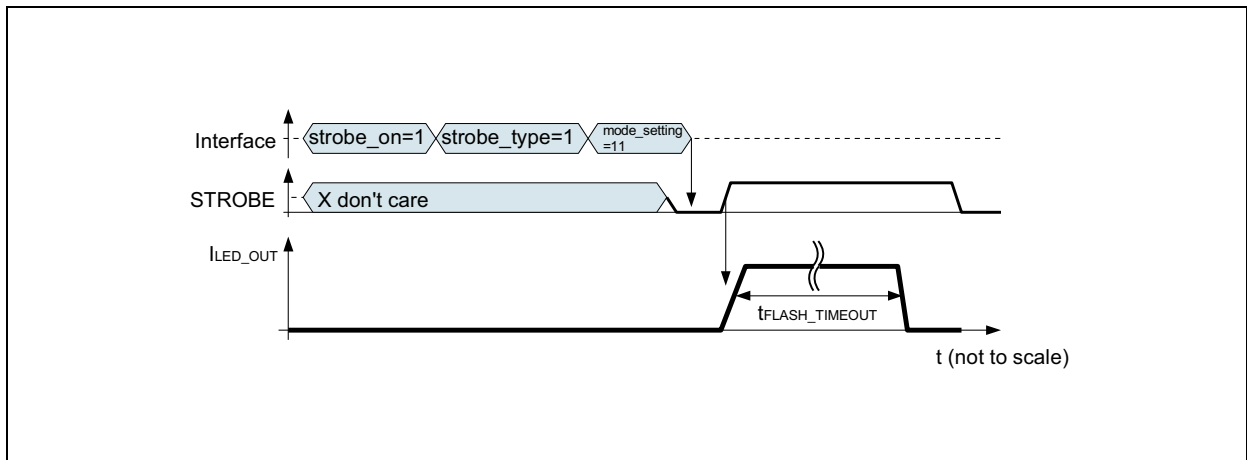 Interface
strobe_on=1
strobe_type=1
mode_setting
=11
STROBE
X don't care
ILED_OUT
tFLASH_TIMEOUT
t (not to scale)